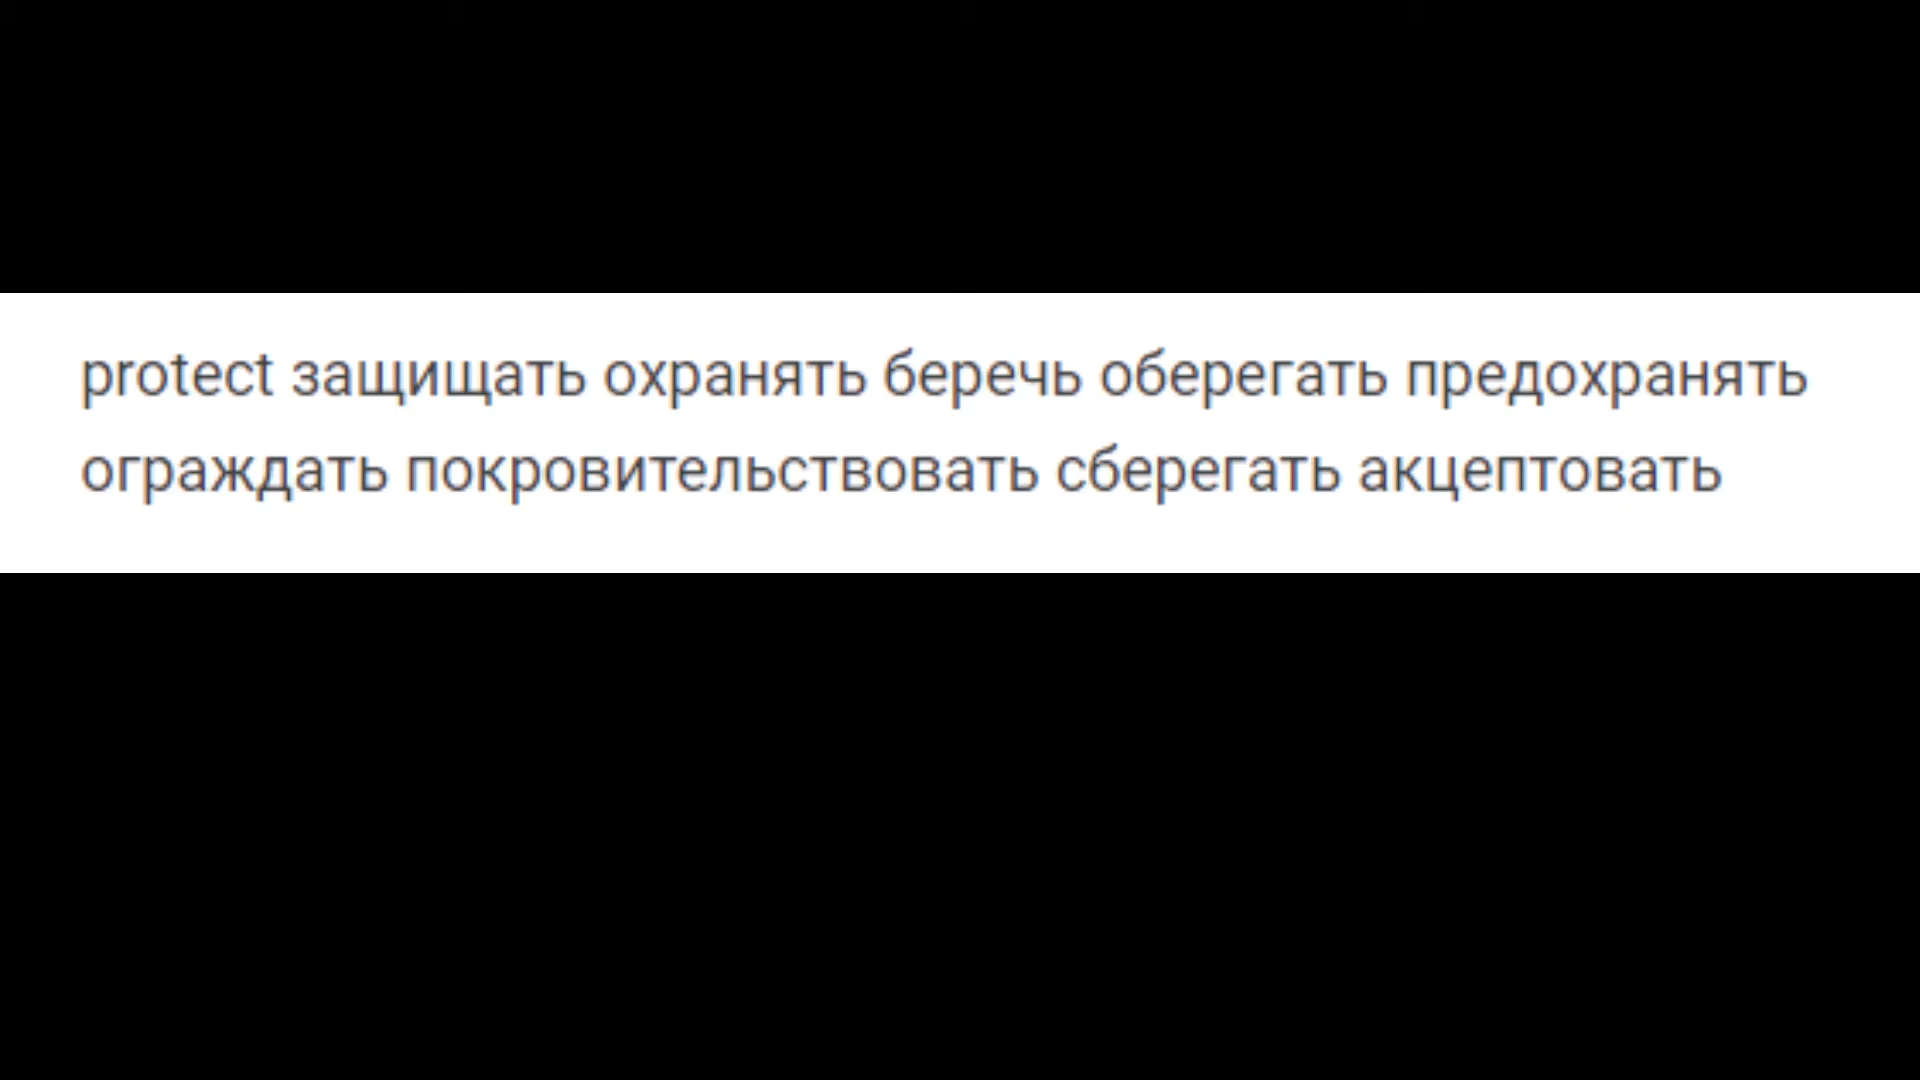 protect защищать охранять беречь оберегать предохранять
ограждать покровительствовать сберегать акцептовать